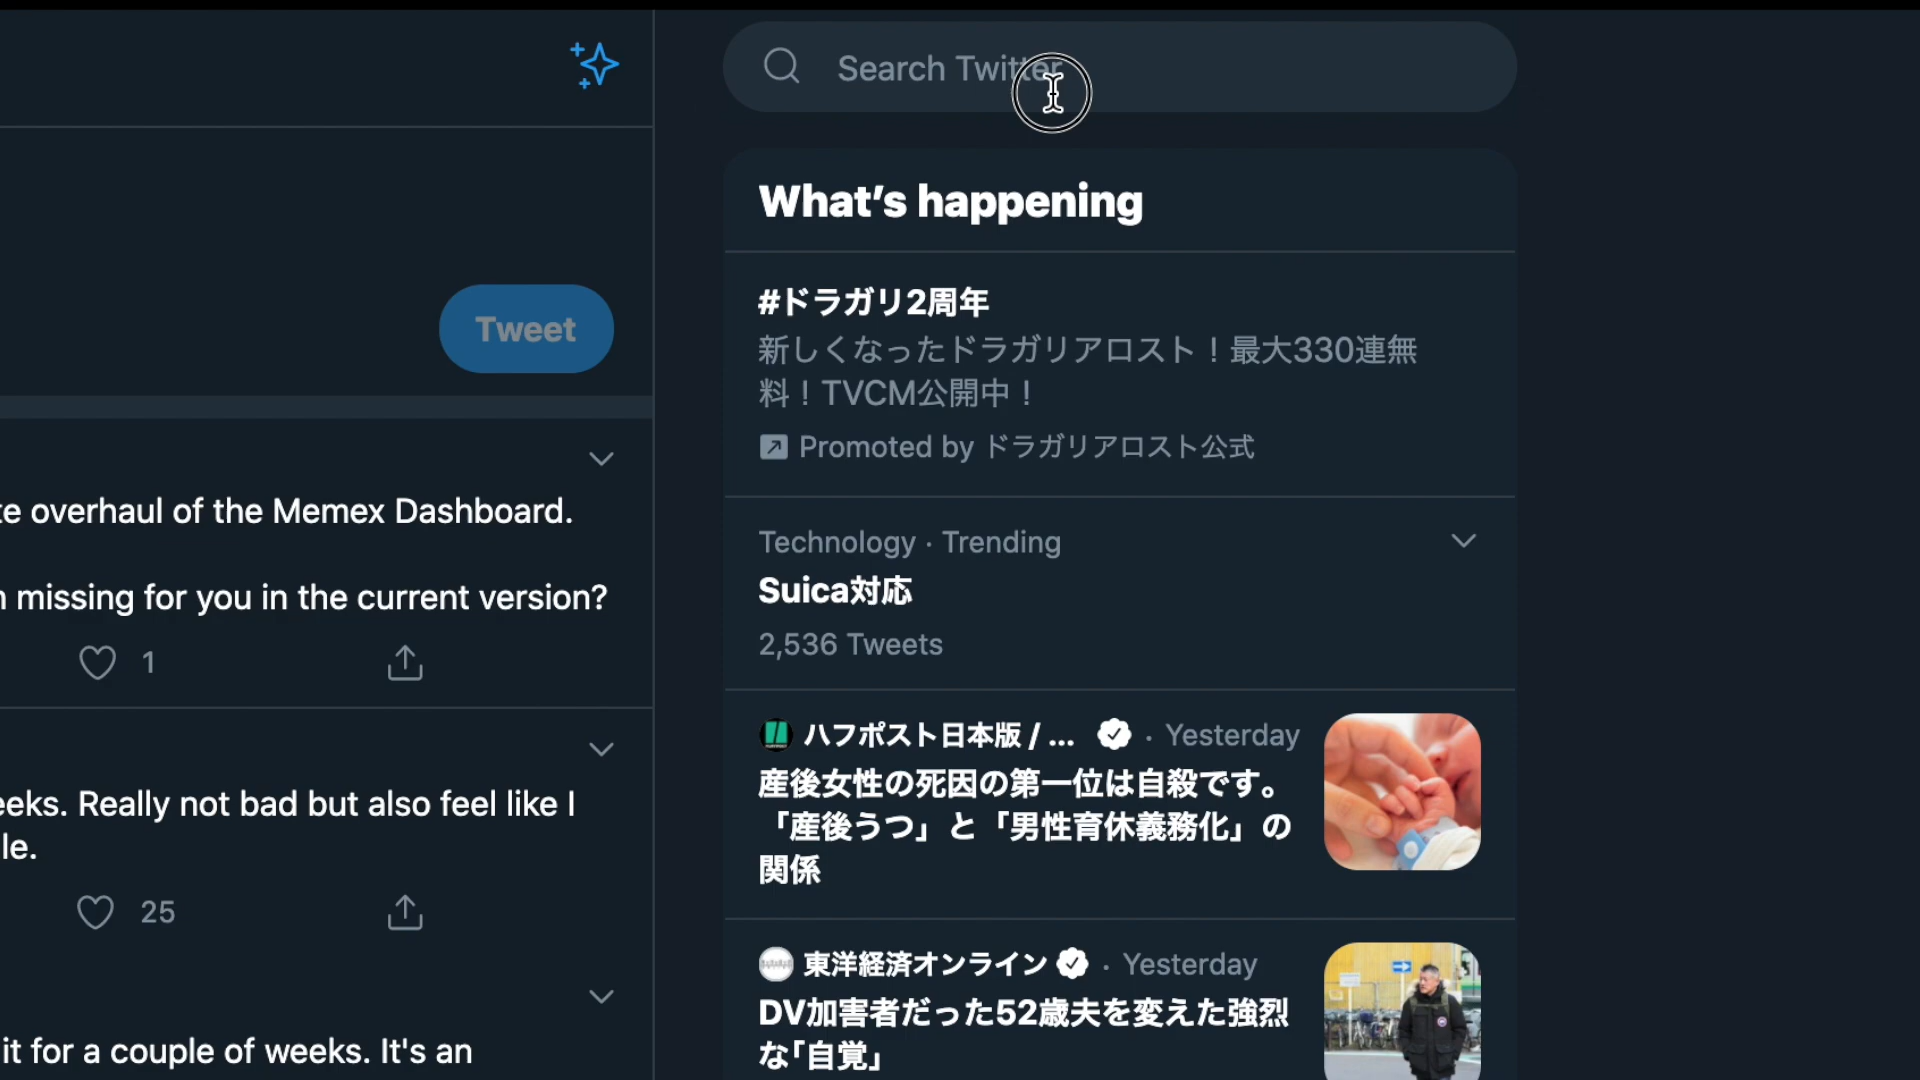 Search Twitter
What's happening
#ドラガリ2周年
新しくなったドラガリアロスト！最大330連無
料！TVCM公開中！
Promoted by ドラガリアロスト公式
Technology · Trending
Suica対応
2,536 Tweets
ハフポスト日本版 / ... · Yesterday
産後女性の死因の第一位は自殺です。
「産後うつ」と「男性育休義務化」の
関係
東洋経済オンライン · Yesterday
DV加害者だった52歳夫を変えた強烈
な「自覚」
Tweet
overhaul of the Memex Dashboard.
missing for you in the current version?
1
eeks. Really not bad but also feel like I
le.
25
it for a couple of weeks. It's an